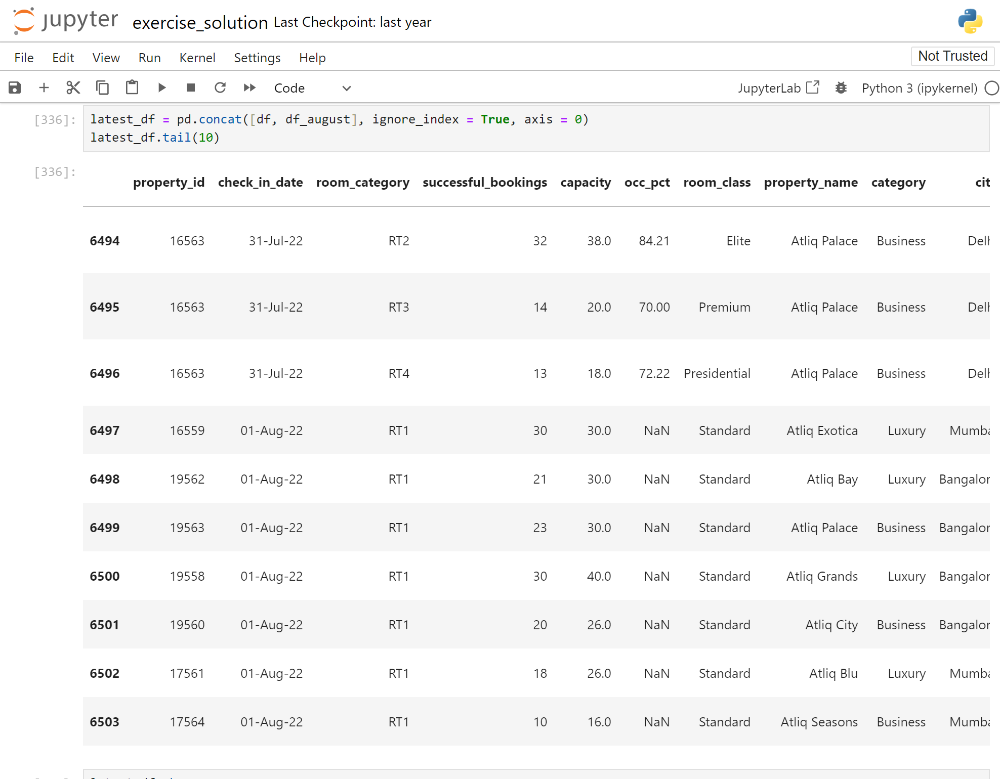 jupyter exercise_solution Last Checkpoint: last year
File Edit View Run Kernel Settings Help Not Trusted
Code JupyterLab Python 3 (ipykernel)
[336]: latest_df = pd.concat([df, df_august], ignore_index = True, axis = 0)
latest_df.tail(10)
[336]:
property_id check_in_date room_category successful_bookings capacity occ_pct room_class property_name category cit
6494 16563 31-Jul-22 RT2 32 38.0 84.21 Elite Atliq Palace Business Delh
6495 16563 31-Jul-22 RT3 14 20.0 70.00 Premium Atliq Palace Business Delh
6496 16563 31-Jul-22 RT4 13 18.0 72.22 Presidential Atliq Palace Business Delh
6497 16559 01-Aug-22 RT1 30 30.0 NaN Standard Atliq Exotica Luxury Mumba
6498 19562 01-Aug-22 RT1 21 30.0 NaN Standard Atliq Bay Luxury Bangalor
6499 19563 01-Aug-22 RT1 23 30.0 NaN Standard Atliq Palace Business Bangalor
6500 19558 01-Aug-22 RT1 30 40.0 NaN Standard Atliq Grands Luxury Bangalor
6501 19560 01-Aug-22 RT1 20 26.0 NaN Standard Atliq City Business Bangalor
6502 17561 01-Aug-22 RT1 18 26.0 NaN Standard Atliq Blu Luxury Mumba
6503 17564 01-Aug-22 RT1 10 16.0 NaN Standard Atliq Seasons Business Mumba